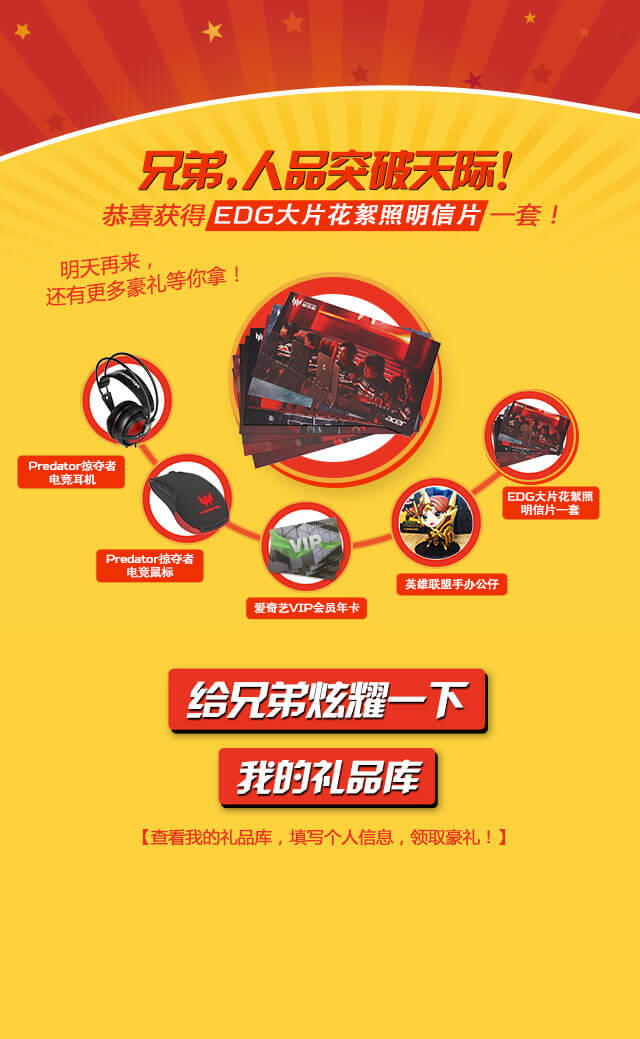 兄弟,人品突破天际!
恭喜获得 EDG大片花絮照明信片 一套！
明天再来，
还有更多豪礼等你拿！
acer
Predator掠夺者
电竞耳机
Predator掠夺者
电竞鼠标
VIP
爱奇艺VIP会员年卡
英雄联盟手办公仔
EDG大片花絮照
明信片一套
给兄弟炫耀一下
我的礼品库
【查看我的礼品库，填写个人信息，领取豪礼！】